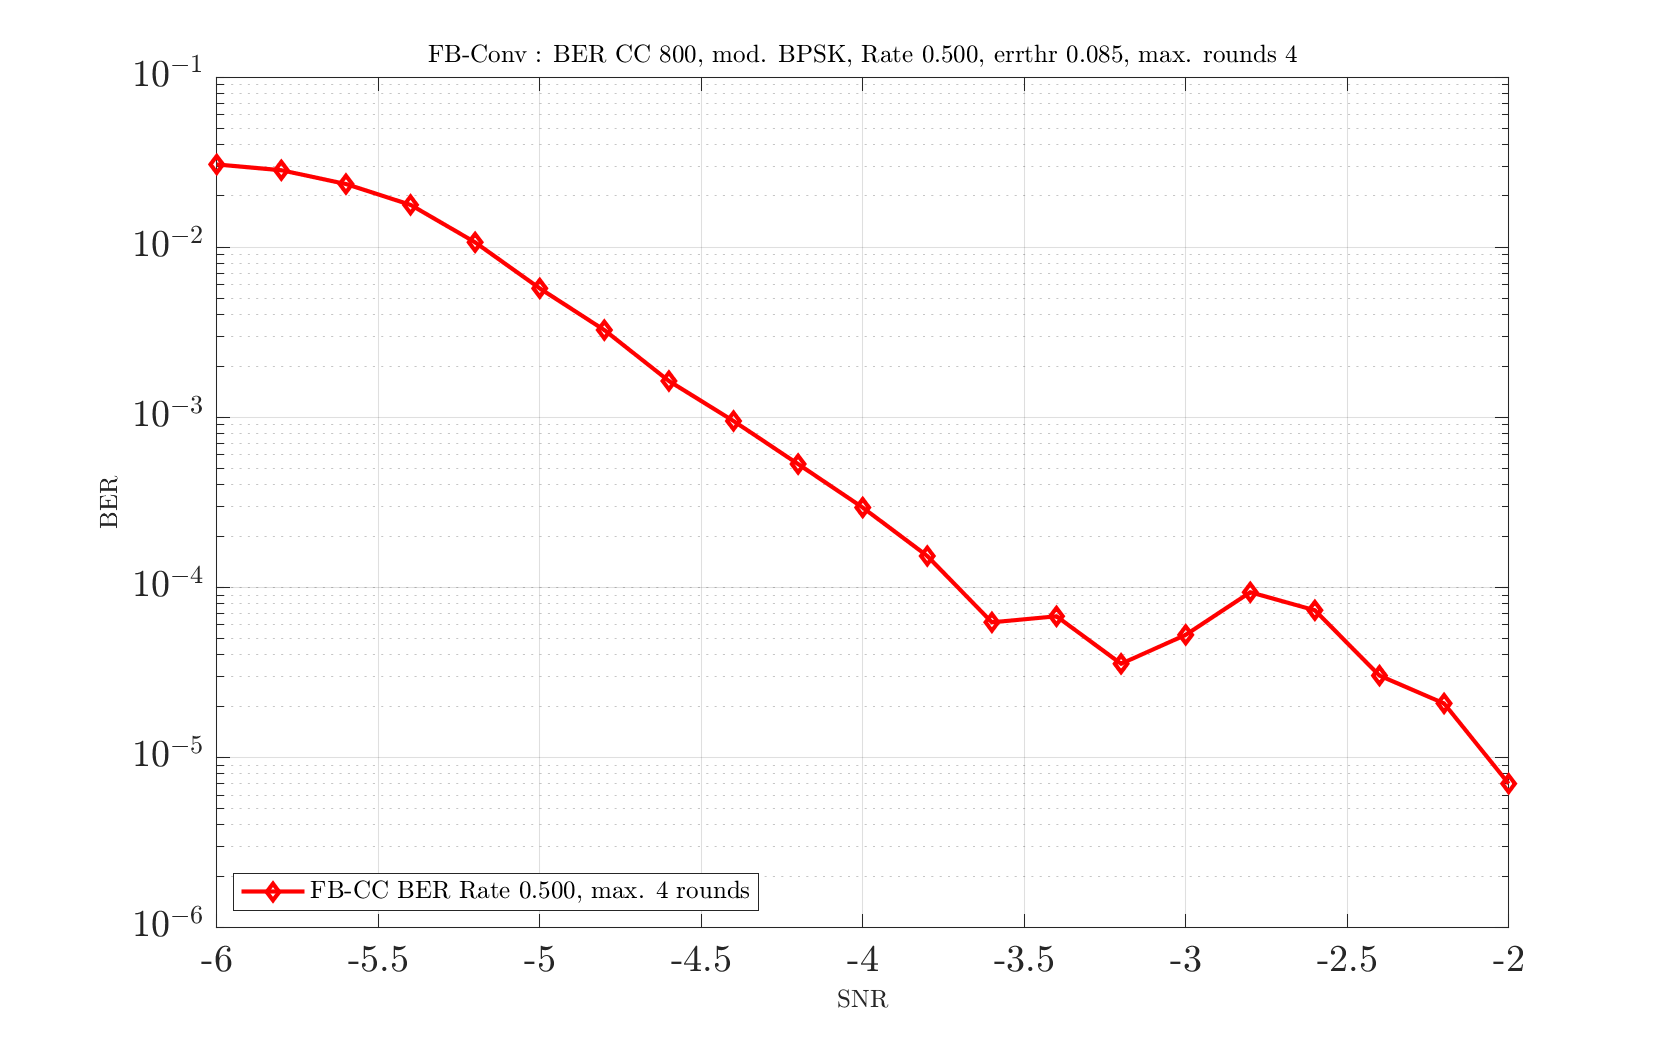 FB-Conv : BER CC 800, mod. BPSK, Rate 0.500, errthr 0.085, max. rounds 4
10⁻¹
10⁻²
10⁻³
10⁻⁴
10⁻⁵
10⁻⁶
BER
FB-CC BER Rate 0.500, max. 4 rounds
-6 -5.5 -5 -4.5 -4 -3.5 -3 -2.5 -2
SNR